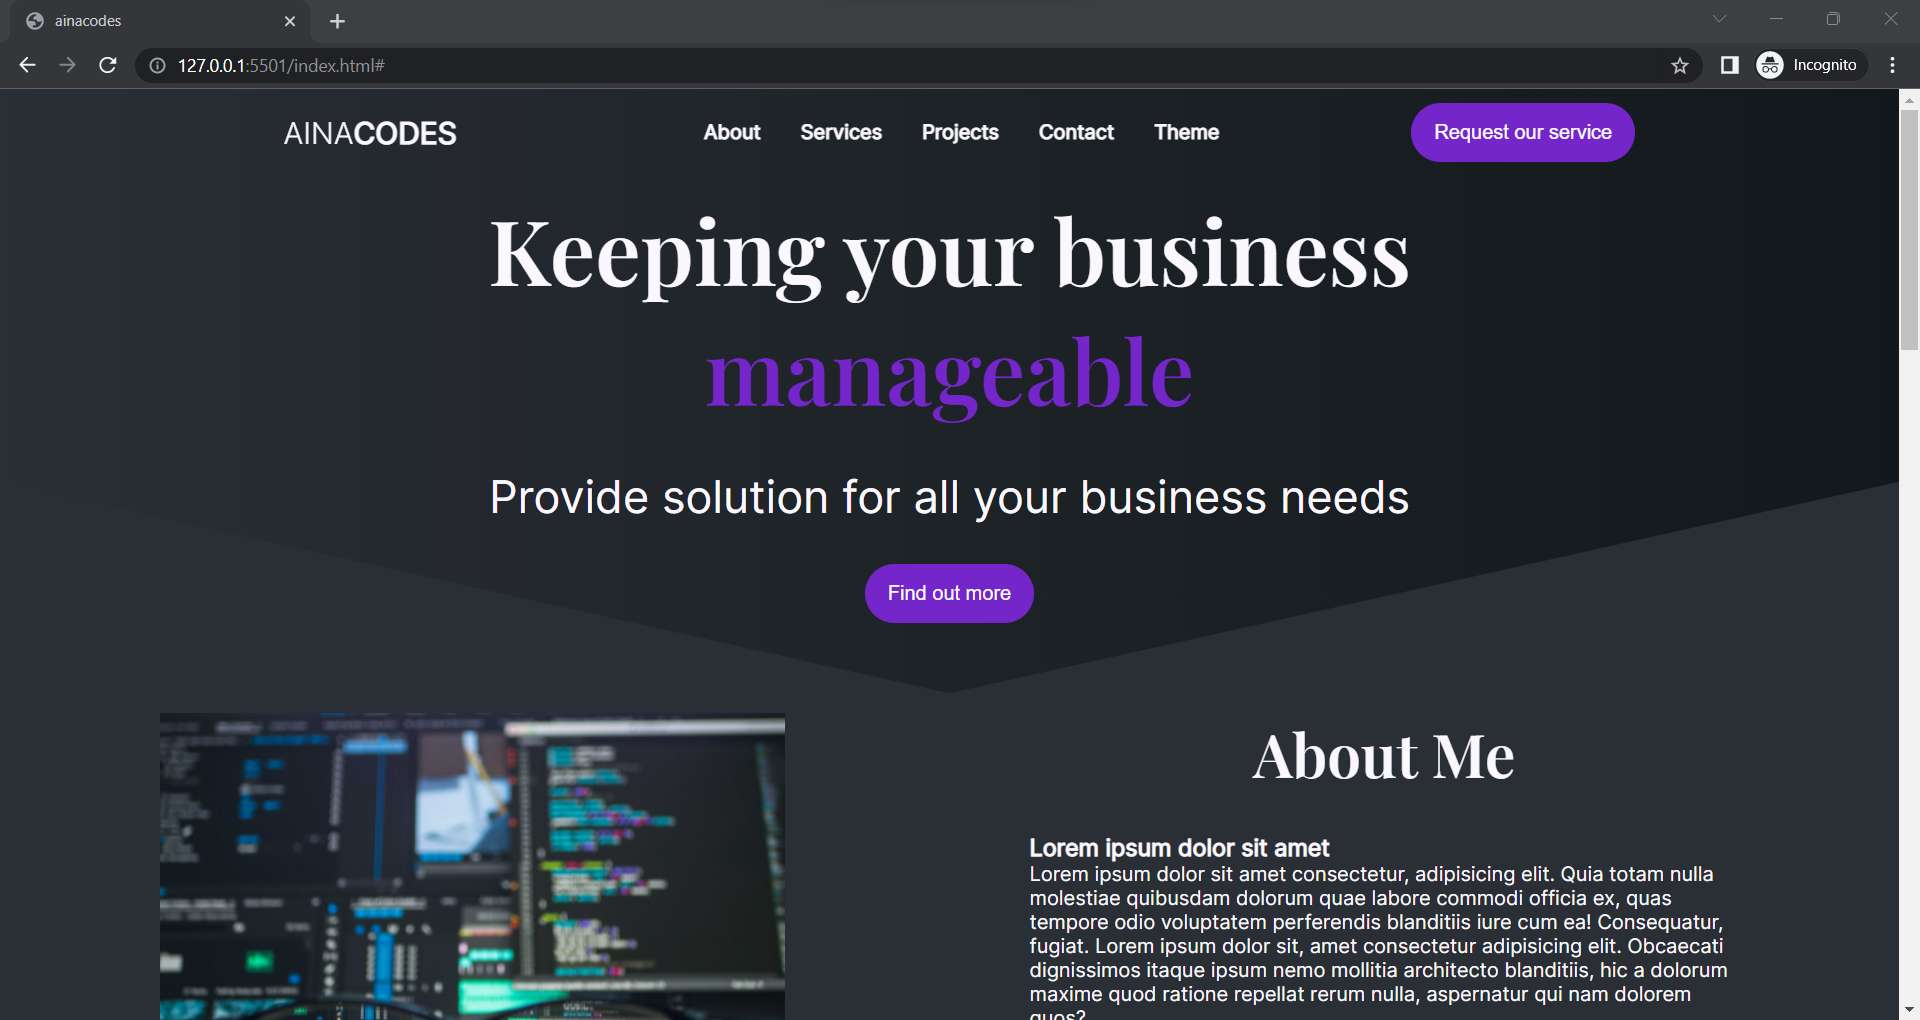 ainacodes
127.0.0.1:5501/index.html#
Incognito
AINACODES
About Services Projects Contact Theme
Request our service
Keeping your business
manageable
Provide solution for all your business needs
Find out more
About Me
Lorem ipsum dolor sit amet
Lorem ipsum dolor sit amet consectetur, adipisicing elit. Quia totam nulla
molestiae quibusdam dolorum quae labore commodi officia ex, quas
tempore odio voluptatem perferendis blanditiis iure cum ea! Consequatur,
fugiat. Lorem ipsum dolor sit, amet consectetur adipisicing elit. Obcaecati
dignissimos itaque ipsum nemo mollitia architecto blanditiis, hic a dolorum
maxime quod ratione repellat rerum nulla, aspernatur qui nam dolorem
quos?